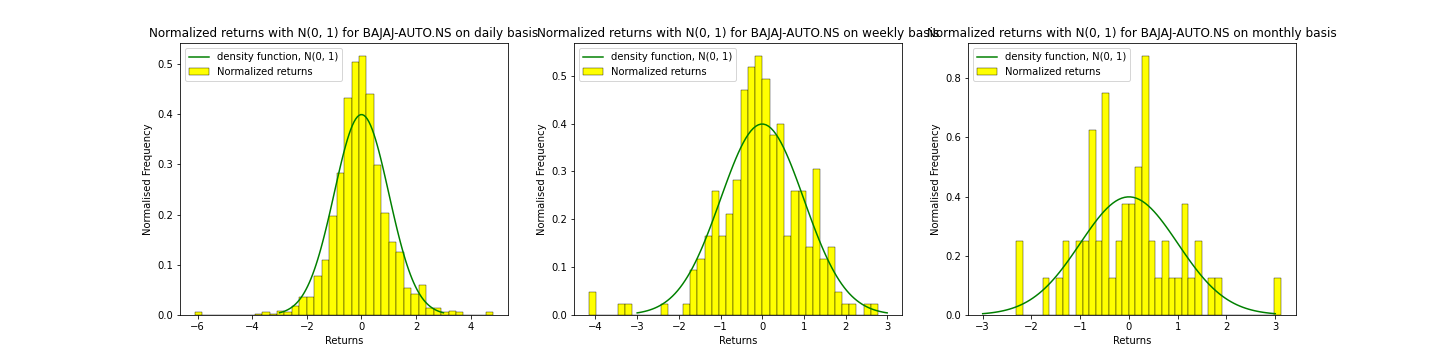 Normalized returns with N(0, 1) for BAJAJ-AUTO.NS on daily basis
density function, N(0, 1)
Normalized returns
Normalised Frequency
0.5
0.4
0.3
0.2
0.1
0.0
−6 −4 −2 0 2 4
Returns
Normalized returns with N(0, 1) for BAJAJ-AUTO.NS on weekly basis
density function, N(0, 1)
Normalized returns
Normalised Frequency
0.5
0.4
0.3
0.2
0.1
0.0
−4 −3 −2 −1 0 1 2 3
Returns
Normalized returns with N(0, 1) for BAJAJ-AUTO.NS on monthly basis
density function, N(0, 1)
Normalized returns
Normalised Frequency
0.8
0.6
0.4
0.2
0.0
−3 −2 −1 0 1 2 3
Returns